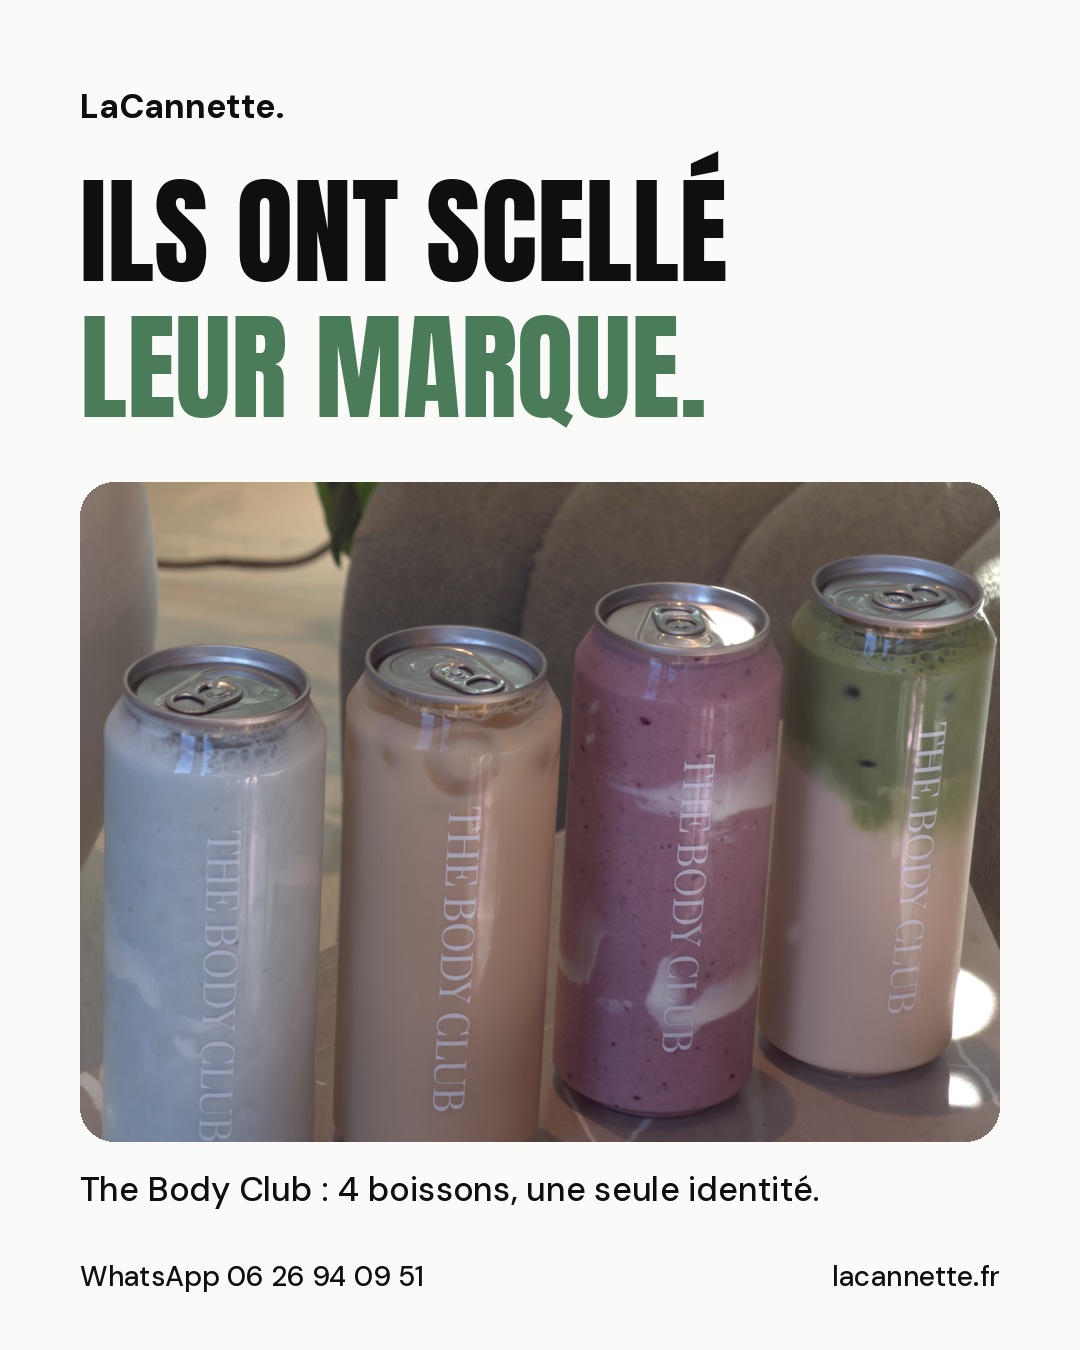 LaCannette.
ILS ONT SCELLÉ
LEUR MARQUE.
THE BODY CLUB
THE BODY CLUB
THE BODY CLUB
THE BODY CLUB
The Body Club : 4 boissons, une seule identité.
WhatsApp 06 26 94 09 51
lacannette.fr